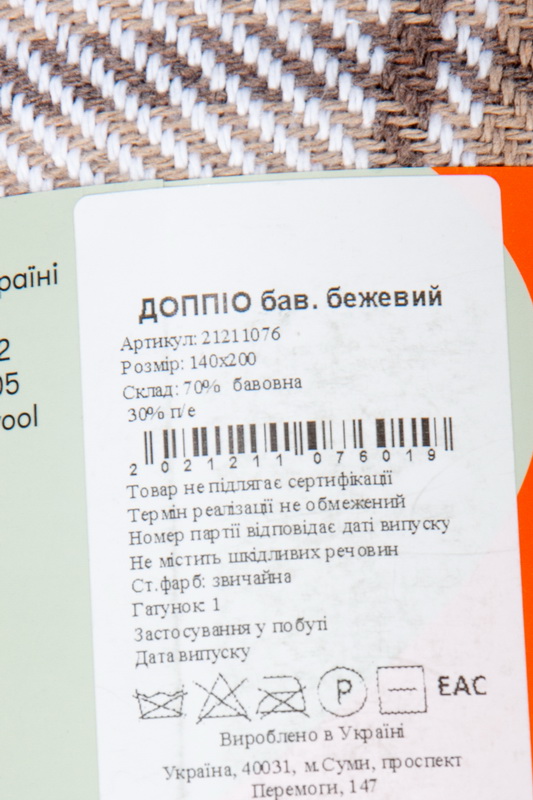 раїні
2
05
ool
ДОППІО бав. бежевий
Артикул: 21211076
Розмір: 140х200
Склад: 70% бавовна
30% п/е
2 021211 076019
Товар не підлягає сертифікації
Термін реалізації не обмежений
Номер партії відповідає даті випуску
Не містить шкідливих речовин
Ст.фарб: звичайна
Гатунок: 1
Застосування у побуті
Дата випуску
P EAC
Вироблено в Україні
Україна, 40031, м.Суми, проспект
Перемоги, 147